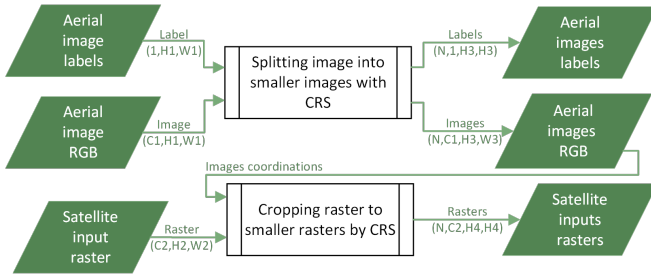 Aerial
image
labels
Label
(1,H1,W1)
Splitting image into
smaller images with
CRS
Labels
(N,1,H3,H3)
Aerial
images
labels
Aerial
image
RGB
Image
(C1,H1,W1)
Images
(N,C1,H3,W3)
Aerial
images
RGB
Images coordinations
Satellite
input
raster
Raster
(C2,H2,W2)
Cropping raster to
smaller rasters by CRS
Rasters
(N,C2,H4,H4)
Satellite
inputs
rasters